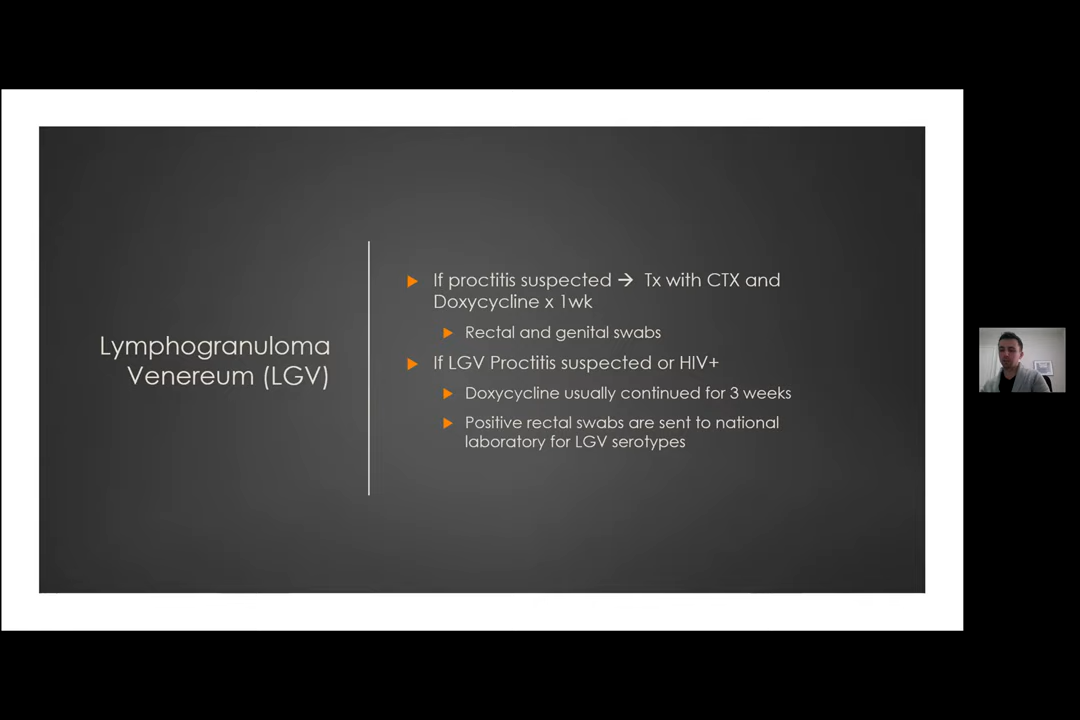 Lymphogranuloma
Venereum (LGV)
If proctitis suspected → Tx with CTX and
Doxycycline x 1wk
Rectal and genital swabs
If LGV Proctitis suspected or HIV+
Doxycycline usually continued for 3 weeks
Positive rectal swabs are sent to national
laboratory for LGV serotypes